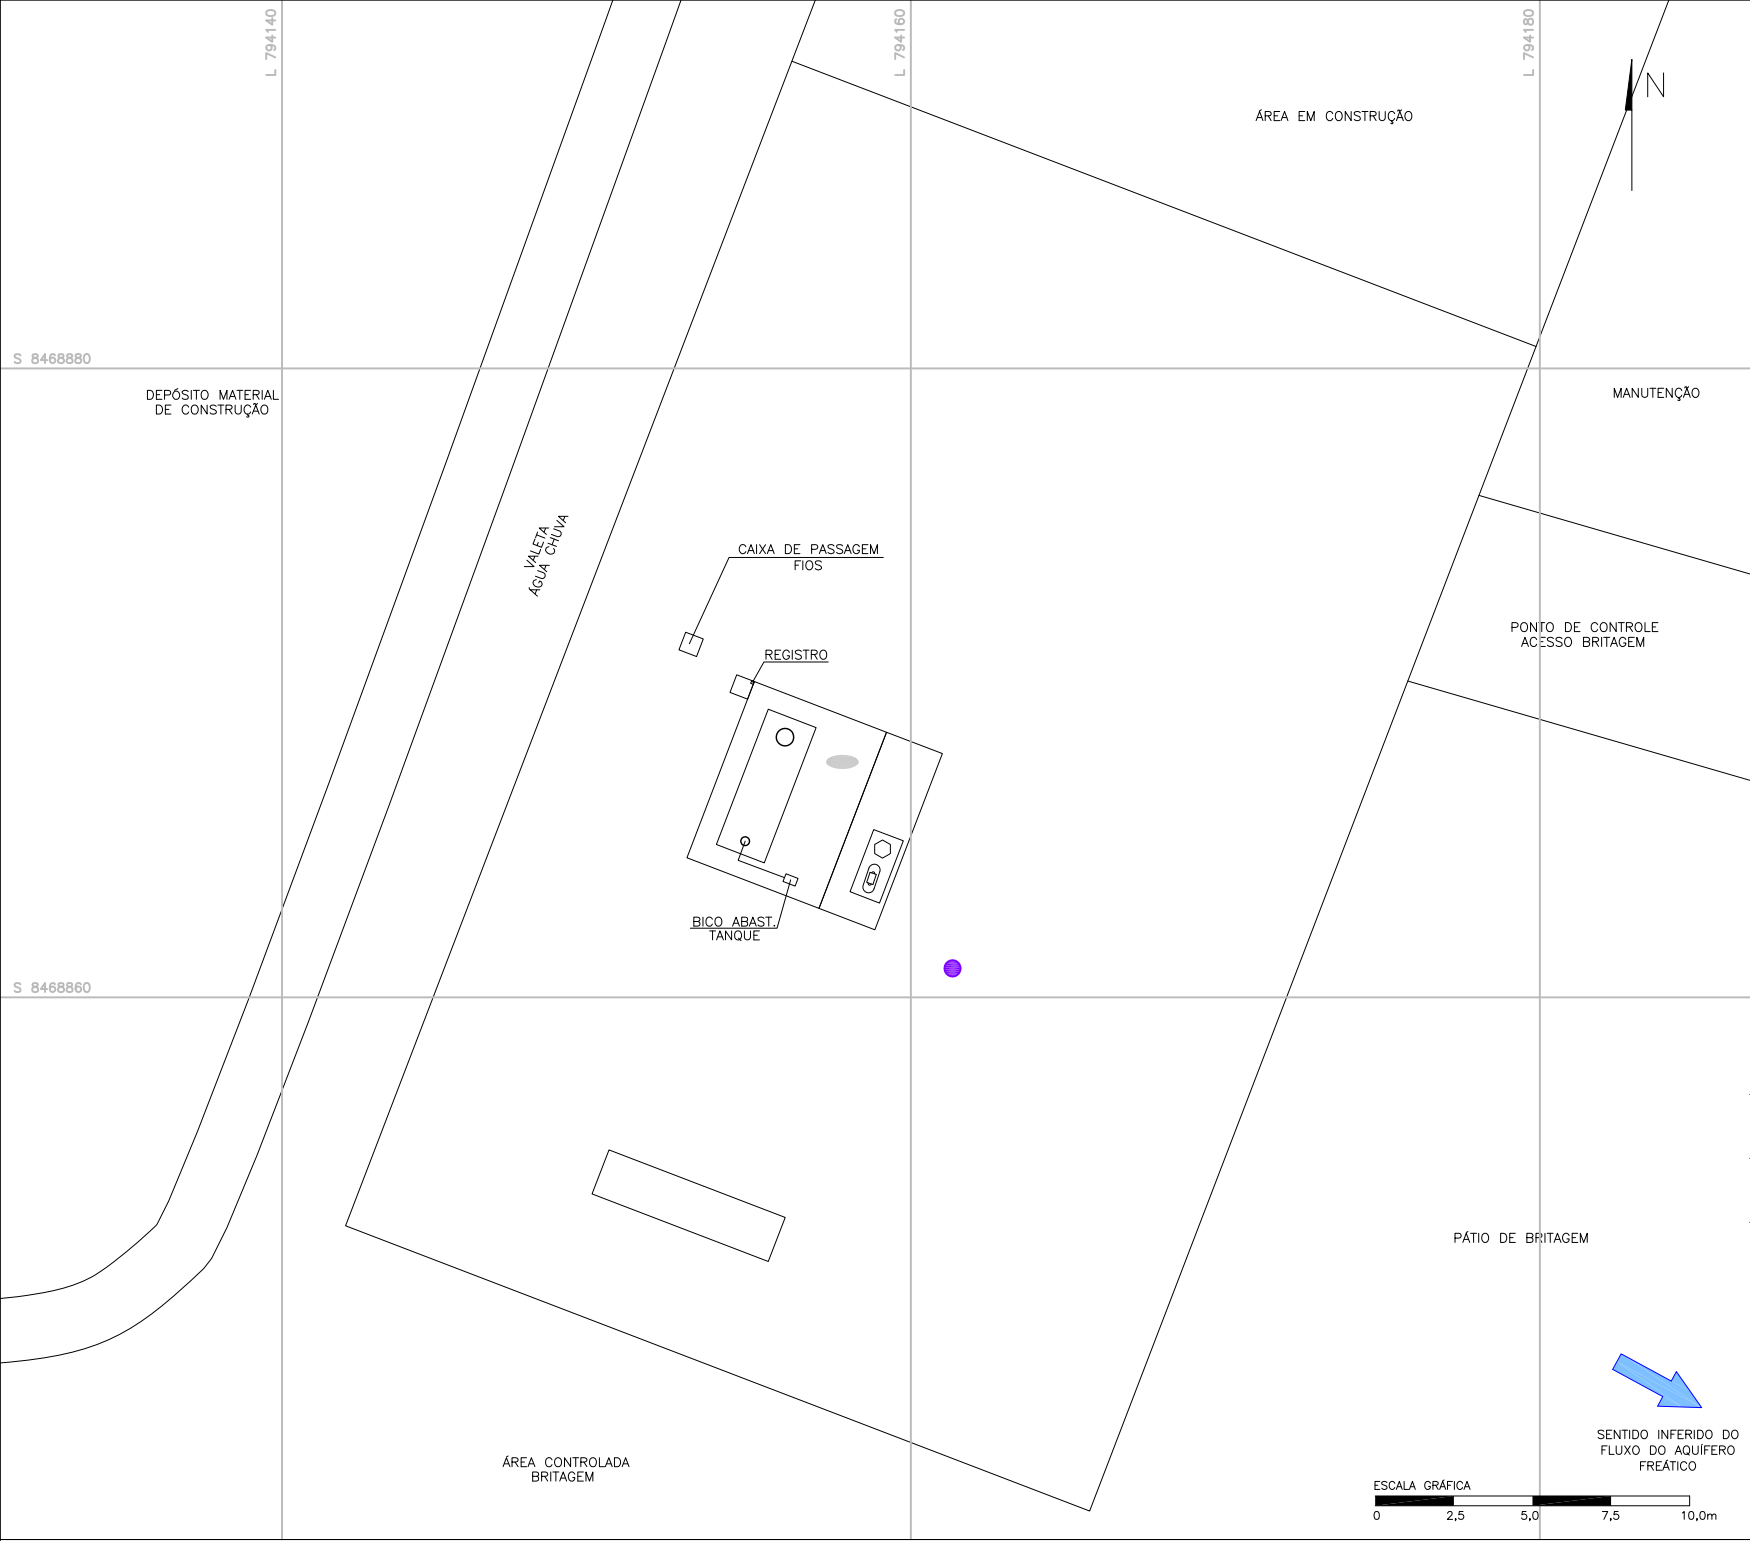 L 794140
L 794160
L 794180
N
ÁREA EM CONSTRUÇÃO
S 8468880
DEPÓSITO MATERIAL
DE CONSTRUÇÃO
MANUTENÇÃO
VALETA
ÁGUA CHUVA
CAIXA DE PASSAGEM
FIOS
PONTO DE CONTROLE
ACESSO BRITAGEM
REGISTRO
BICO ABAST.
TANQUE
S 8468860
PÁTIO DE BRITAGEM
SENTIDO INFERIDO DO
FLUXO DO AQUÍFERO
FREÁTICO
ÁREA CONTROLADA
BRITAGEM
ESCALA GRÁFICA
0 2,5 5,0 7,5 10,0m